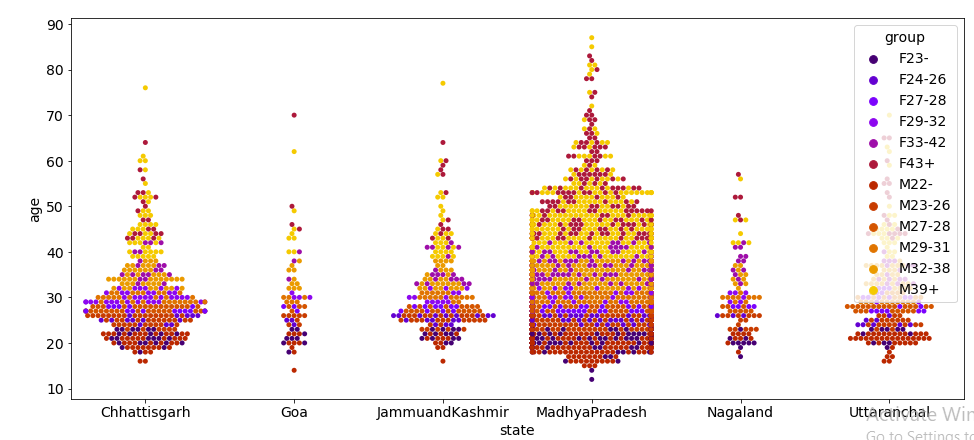 90
80
70
60
50
40
30
20
10
age
Chhattisgarh Goa JammuandKashmir MadhyaPradesh Nagaland Uttaranchal
state
group
F23-
F24-26
F27-28
F29-32
F33-42
F43+
M22-
M23-26
M27-28
M29-31
M32-38
M39+
Activate Win
Go to Settings to